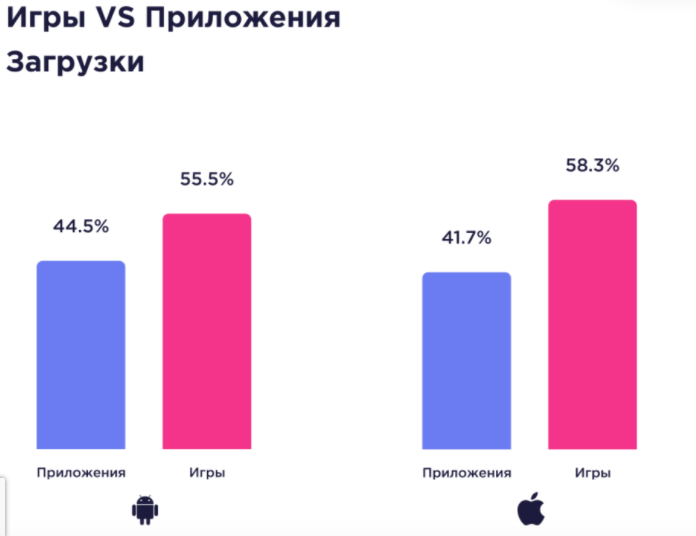 Игры VS Приложения
Загрузки
44.5%
55.5%
Приложения
Игры
41.7%
58.3%
Приложения
Игры